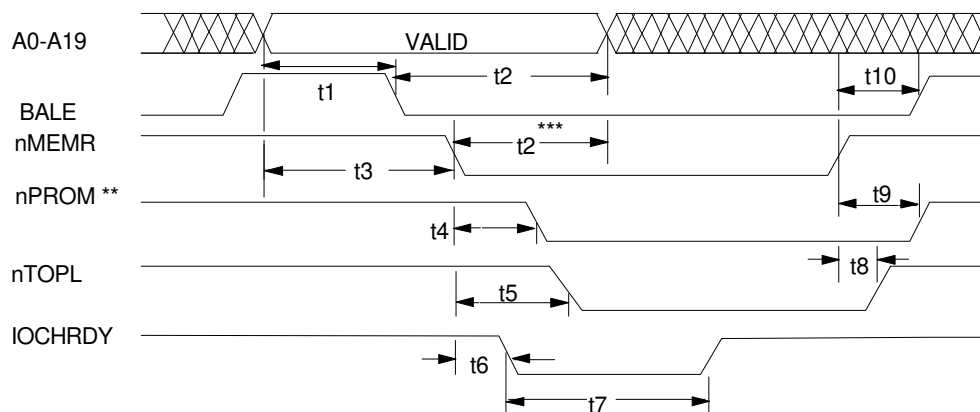 A0-A19
VALID
t1
t2
t10
BALE
nMEMR
t2***
t3
nPROM **
t9
t4
nTOPL
t8
t5
IOCHRDY
t6
t7